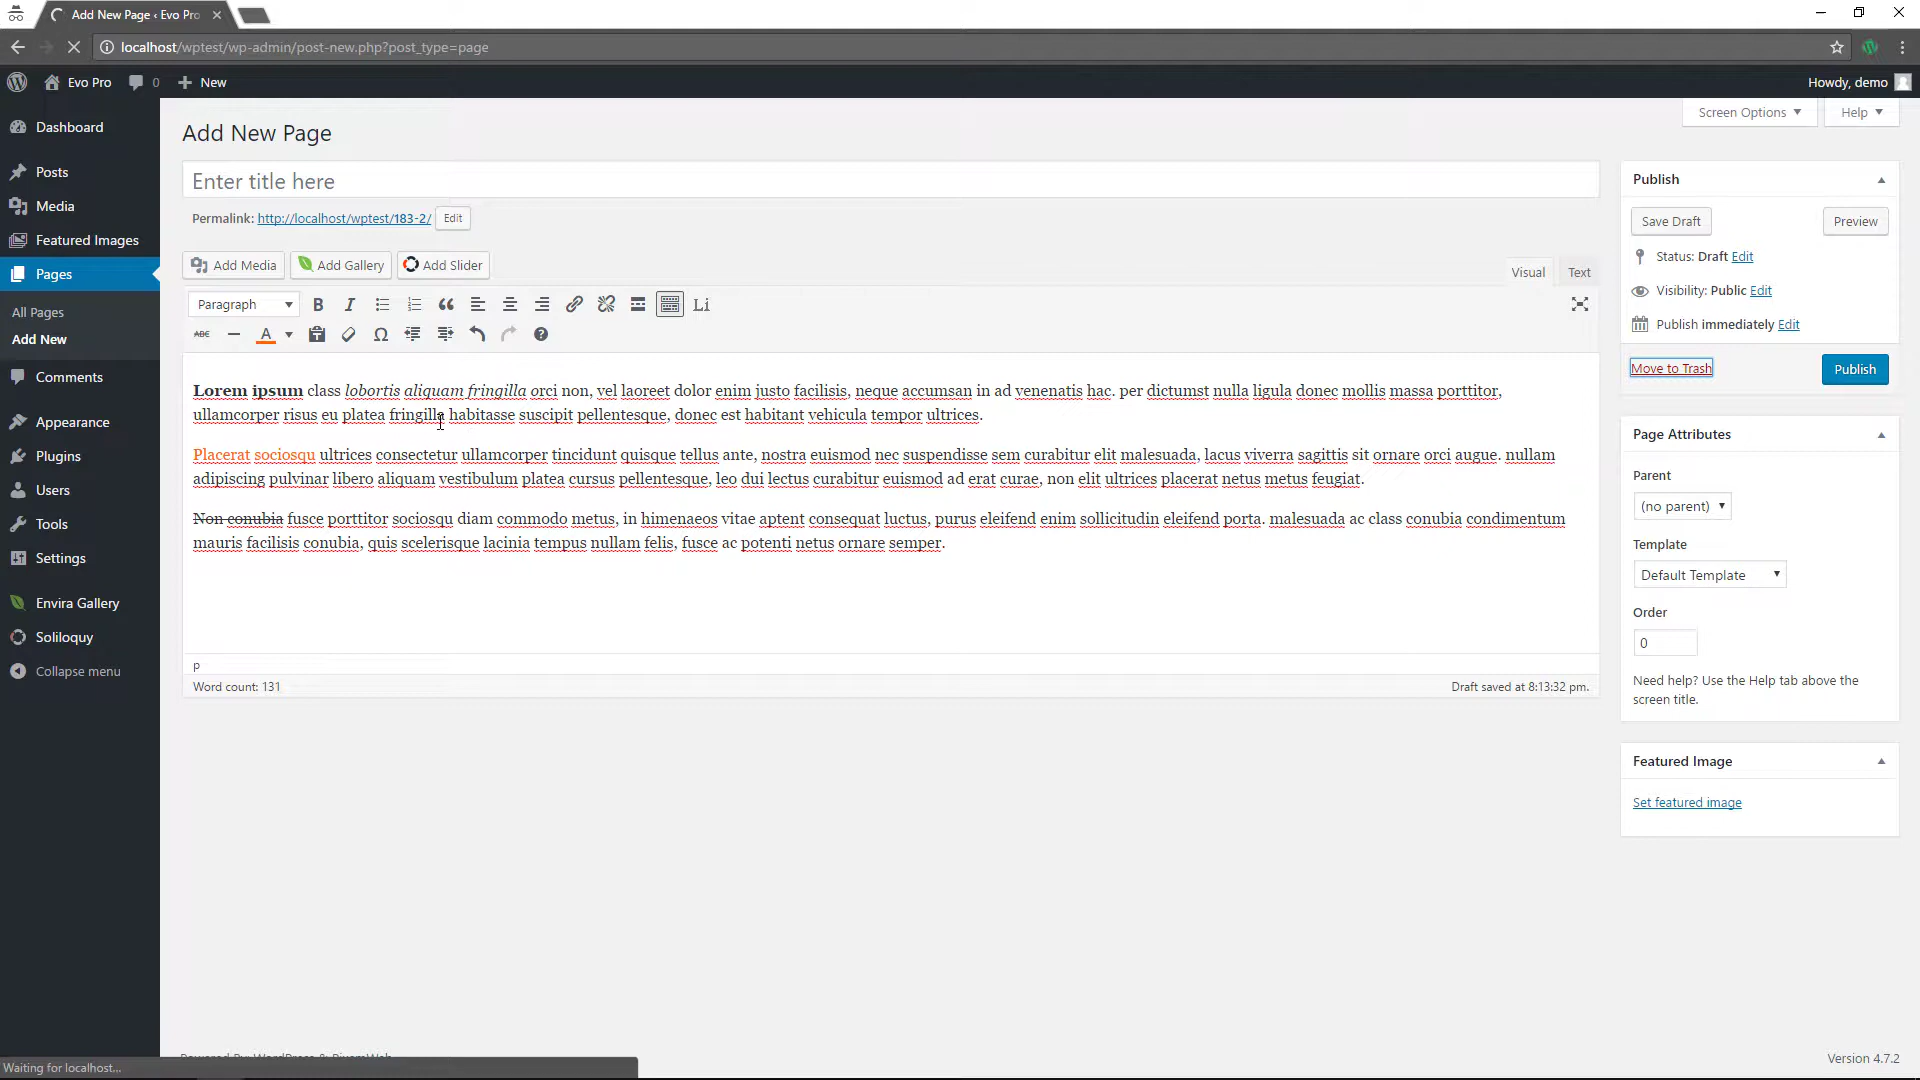 Add New Page ‹ Evo Pro
localhost/wptest/wp-admin/post-new.php?post_type=page
Evo Pro 0 New Howdy, demo
Dashboard
Posts
Media
Featured Images
Pages
All Pages
Add New
Comments
Appearance
Plugins
Users
Tools
Settings
Envira Gallery
Soliloquy
Collapse menu
Screen Options Help
Add New Page
Enter title here
Permalink: http://localhost/wptest/183-2/ Edit
Add Media Add Gallery Add Slider
Visual Text
Paragraph B I Li
ABC A Ω
Lorem ipsum class lobortis aliquam fringilla orci non, vel laoreet dolor enim justo facilisis, neque accumsan in ad venenatis hac. per dictumst nulla ligula donec mollis massa porttitor,
ullamcorper risus eu platea fringilla habitasse suscipit pellentesque, donec est habitant vehicula tempor ultrices.
Placerat sociosqu ultrices consectetur ullamcorper tincidunt quisque tellus ante, nostra euismod nec suspendisse sem curabitur elit malesuada, lacus viverra sagittis sit ornare orci augue. nullam
adipiscing pulvinar libero aliquam vestibulum platea cursus pellentesque, leo dui lectus curabitur euismod ad erat curae, non elit ultrices placerat netus metus feugiat.
Non conubia fusce porttitor sociosqu diam commodo metus, in himenaeos vitae aptent consequat luctus, purus eleifend enim sollicitudin eleifend porta. malesuada ac class conubia condimentum
mauris facilisis conubia, quis scelerisque lacinia tempus nullam felis, fusce ac potenti netus ornare semper.
p
Word count: 131 Draft saved at 8:13:32 pm.
Publish
Save Draft Preview
Status: Draft Edit
Visibility: Public Edit
Publish immediately Edit
Move to Trash Publish
Page Attributes
Parent
(no parent)
Template
Default Template
Order
0
Need help? Use the Help tab above the
screen title.
Featured Image
Set featured image
Version 4.7.2
Waiting for localhost...